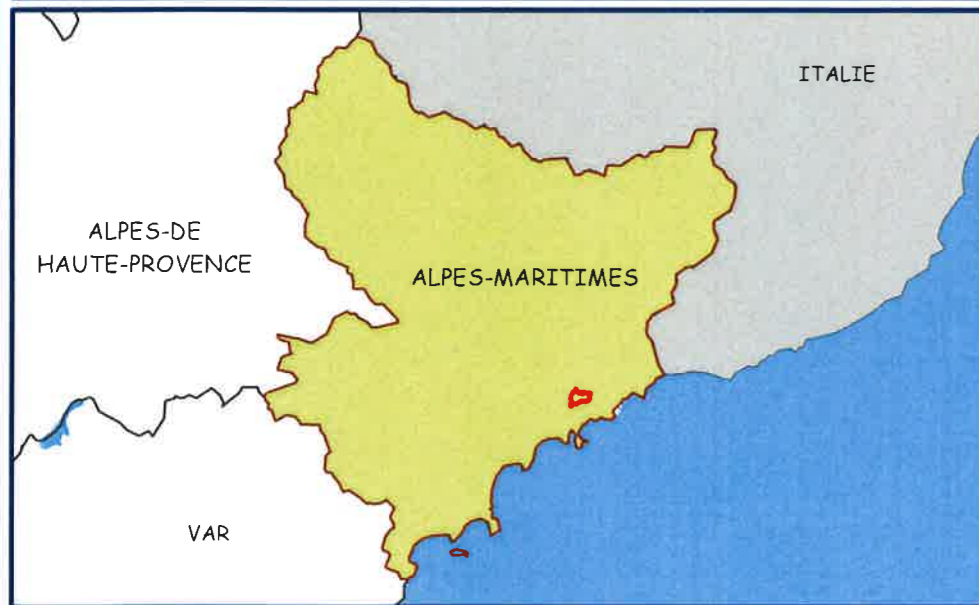 ITALIE
ALPES-DE
HAUTE-PROVENCE
ALPES-MARITIMES
VAR